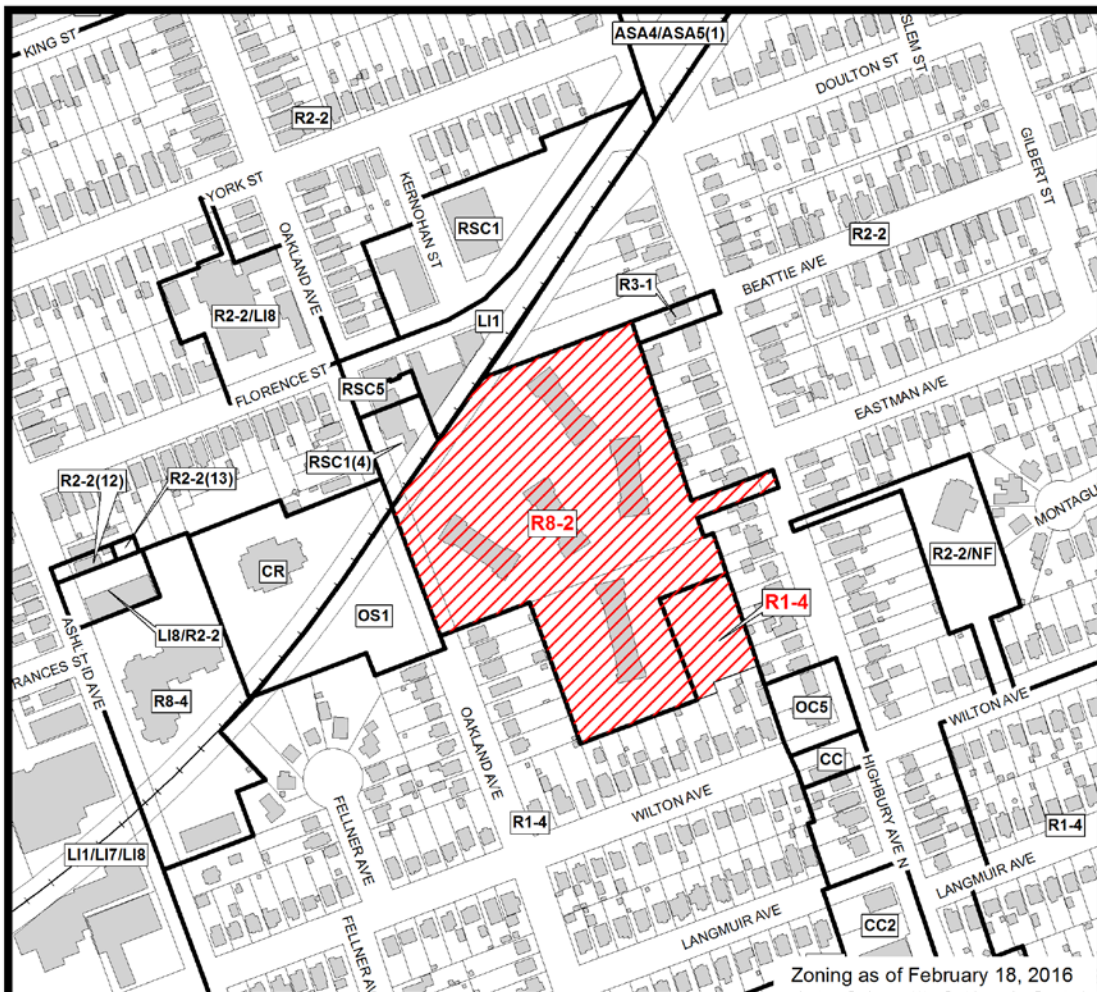 KING ST
ASA4/ASA5(1)
DOULTON ST
R2-2
GILBERT ST
YORK ST
KERNOHAN ST
OAKLAND AVE
RSC1
R2-2
BEATTIE AVE
R3-1
R2-2/LI8
LI1
FLORENCE ST
RSC5
EASTMAN AVE
RSC1(4)
R2-2(12)
R2-2(13)
R8-2
MONTAGU
R2-2/NF
CR
R1-4
LI8/R2-2
OS1
RANCES ST
R8-4
OC5
WILTON AVE
OAKLAND AVE
CC
HIGHBURY AVE N
WILTON AVE
R1-4
R1-4
LI1/LI7/LI8
FELLNER AVE
LANGMUIR AVE
LANGMUIR AVE
CC2
FELLNER AV
Zoning as of February 18, 2016